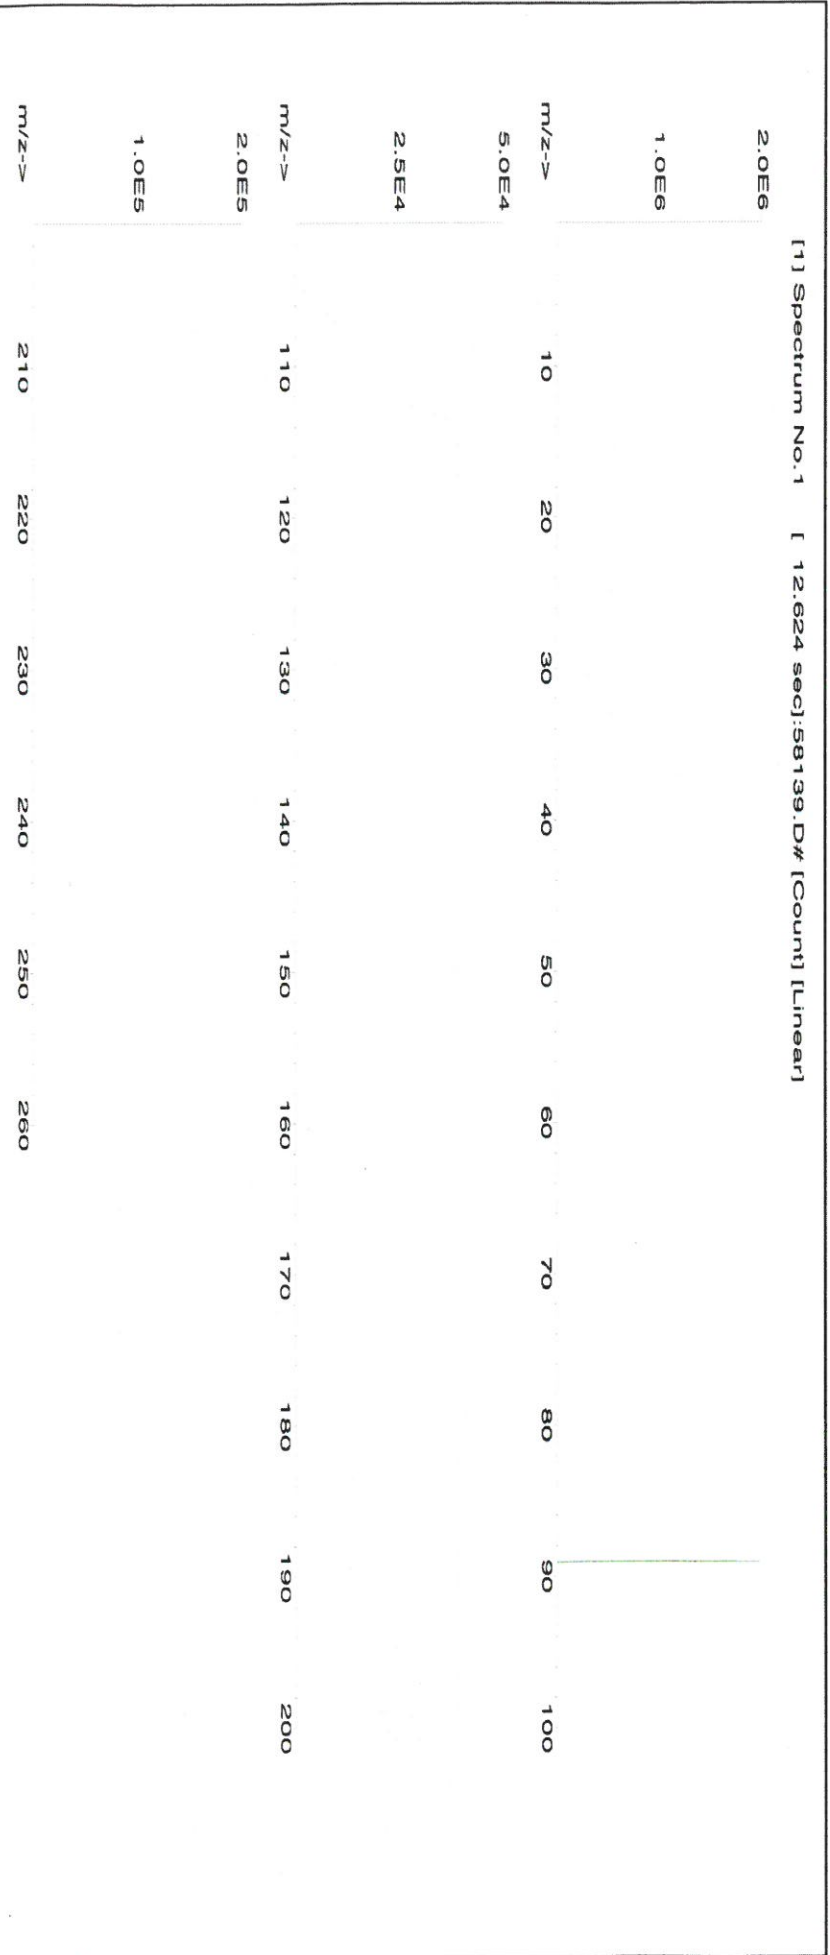 [1] Spectrum No.1 [ 12.624 sec]:58139.D# [Count] [Linear]
2.0E6
1.0E6
m/z-> 10 20 30 40 50 60 70 80 90 100
5.0E4
2.5E4
m/z-> 110 120 130 140 150 160 170 180 190 200
2.0E5
1.0E5
m/z-> 210 220 230 240 250 260